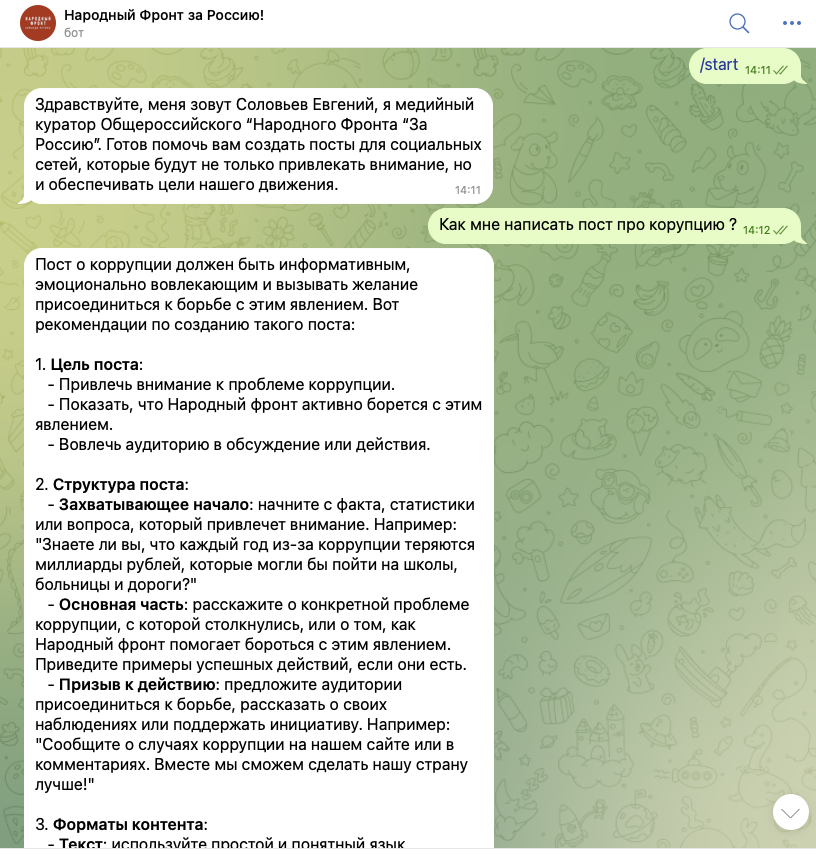 Народный Фронт за Россию!
бот
/start 14:11
Здравствуйте, меня зовут Соловьев Евгений, я медийный
куратор Общероссийского “Народного Фронта “За
Россию”. Готов помочь вам создать посты для социальных
сетей, которые будут не только привлекать внимание, но
и обеспечивать цели нашего движения.
14:11
Как мне написать пост про корупцию ? 14:12
Пост о коррупции должен быть информативным,
эмоционально вовлекающим и вызывать желание
присоединиться к борьбе с этим явлением. Вот
рекомендации по созданию такого поста:
1. Цель поста:
- Привлечь внимание к проблеме коррупции.
- Показать, что Народный фронт активно борется с этим
явлением.
- Вовлечь аудиторию в обсуждение или действия.
2. Структура поста:
- Захватывающее начало: начните с факта, статистики
или вопроса, который привлечет внимание. Например:
"Знаете ли вы, что каждый год из-за коррупции теряются
миллиарды рублей, которые могли бы пойти на школы,
больницы и дороги?"
- Основная часть: расскажите о конкретной проблеме
коррупции, с которой столкнулись, или о том, как
Народный фронт помогает бороться с этим явлением.
Приведите примеры успешных действий, если они есть.
- Призыв к действию: предложите аудитории
присоединиться к борьбе, рассказать о своих
наблюдениях или поддержать инициативу. Например:
"Сообщите о случаях коррупции на нашем сайте или в
комментариях. Вместе мы сможем сделать нашу страну
лучше!"
3. Форматы контента:
- Текст: используйте простой и понятный язык